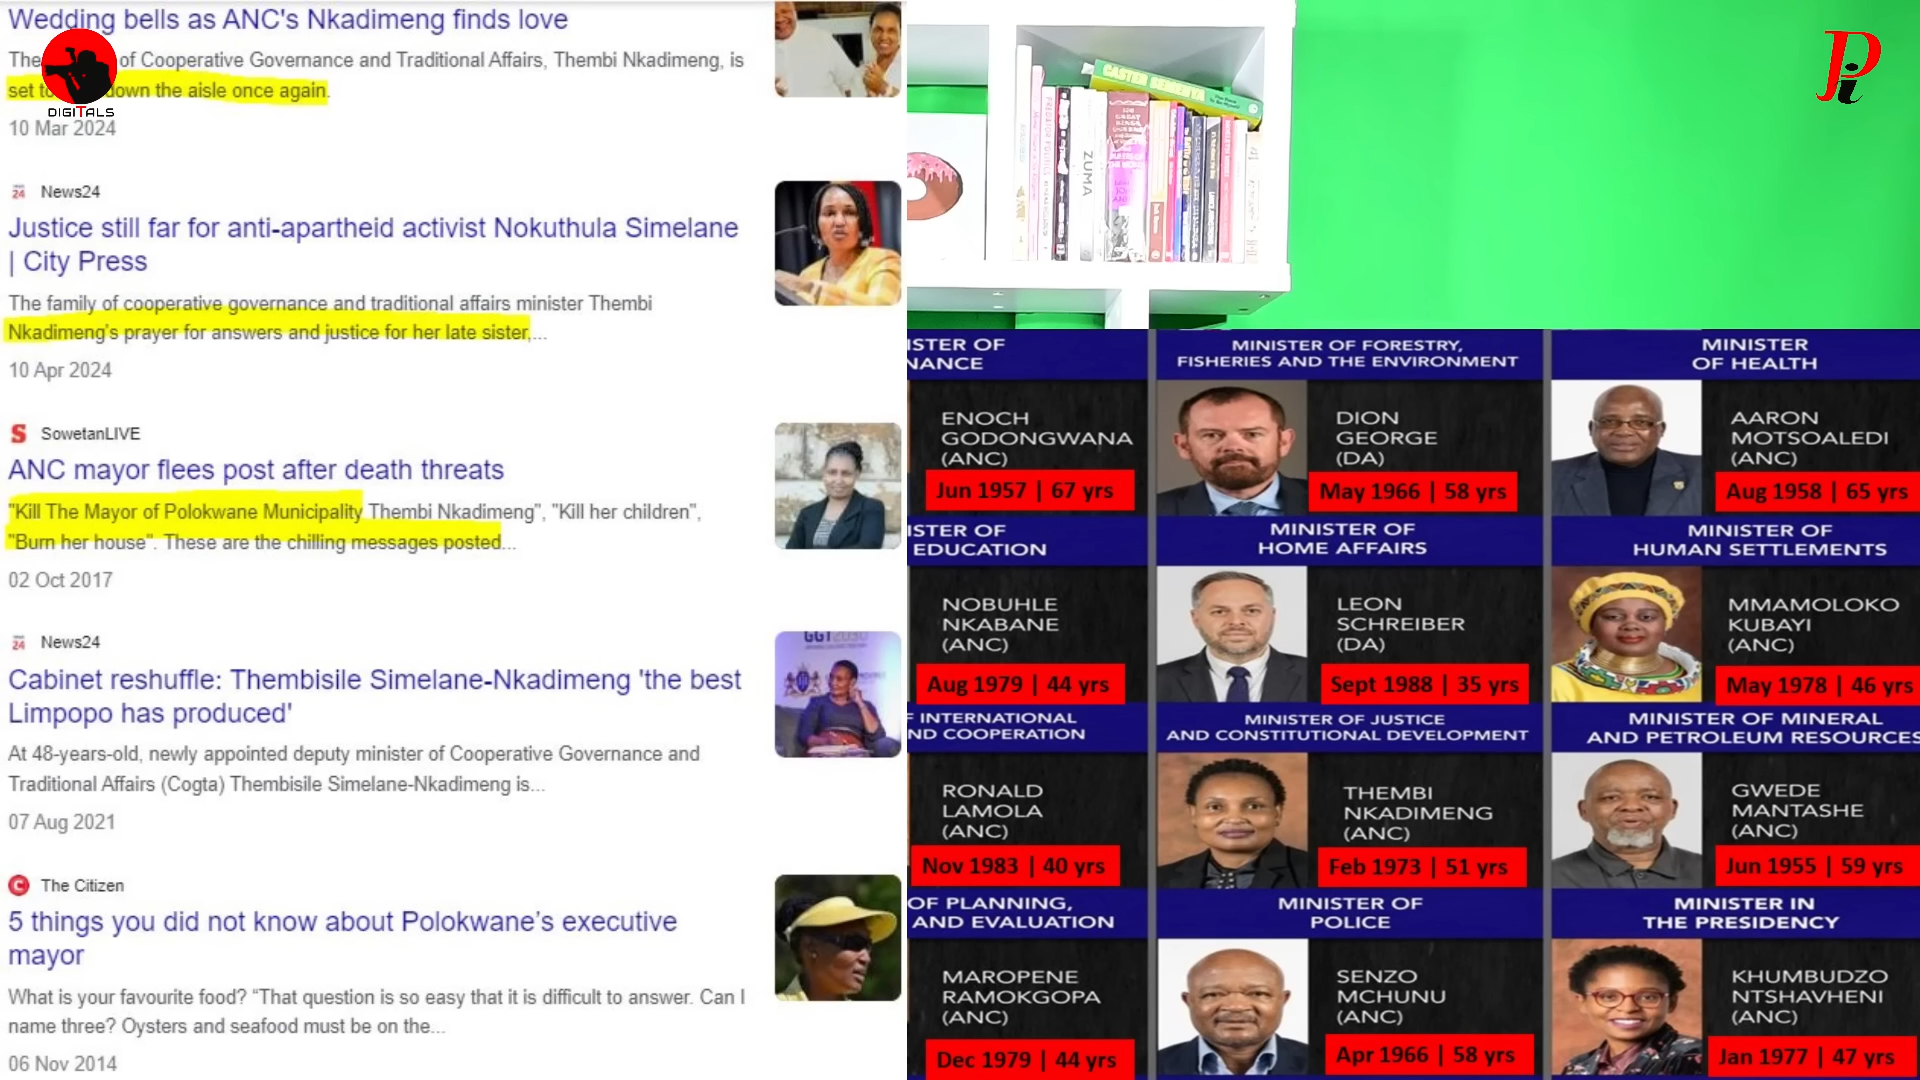 Wedding bells as ANC's Nkadimeng finds love
The of Cooperative Governance and Traditional Affairs, Thembi Nkadimeng, is
set to down the aisle once again.
DIGITALS
10 Mar 2024
24 News24
Justice still far for anti-apartheid activist Nokuthula Simelane
| City Press
The family of cooperative governance and traditional affairs minister Thembi
Nkadimeng's prayer for answers and justice for her late sister,...
10 Apr 2024
S SowetanLIVE
ANC mayor flees post after death threats
"Kill The Mayor of Polokwane Municipality Thembi Nkadimeng", "Kill her children",
"Burn her house". These are the chilling messages posted...
02 Oct 2017
24 News24
Cabinet reshuffle: Thembisile Simelane-Nkadimeng 'the best
Limpopo has produced'
At 48-years-old, newly appointed deputy minister of Cooperative Governance and
Traditional Affairs (Cogta) Thembisile Simelane-Nkadimeng is...
07 Aug 2021
GGT2030
C The Citizen
5 things you did not know about Polokwane's executive
mayor
What is your favourite food? “That question is so easy that it is difficult to answer. Can I
name three? Oysters and seafood must be on the...
06 Nov 2014
Pi
CASTER SEMENYA
ZUMA
ISTER OF
NANCE
ENOCH
GODONGWANA
(ANC)
Jun 1957 | 67 yrs
MINISTER OF FORESTRY,
FISHERIES AND THE ENVIRONMENT
DION
GEORGE
(DA)
May 1966 | 58 yrs
MINISTER
OF HEALTH
AARON
MOTSOALEDI
(ANC)
Aug 1958 | 65 yrs
ISTER OF
EDUCATION
NOBUHLE
NKABANE
(ANC)
Aug 1979 | 44 yrs
MINISTER OF
HOME AFFAIRS
LEON
SCHREIBER
(DA)
Sept 1988 | 35 yrs
MINISTER OF
HUMAN SETTLEMENTS
MMAMOLOKO
KUBAYI
(ANC)
May 1978 | 46 yrs
F INTERNATIONAL
ND COOPERATION
RONALD
LAMOLA
(ANC)
Nov 1983 | 40 yrs
MINISTER OF JUSTICE
AND CONSTITUTIONAL DEVELOPMENT
THEMBI
NKADIMENG
(ANC)
Feb 1973 | 51 yrs
MINISTER OF MINERAL
AND PETROLEUM RESOURCES
GWEDE
MANTASHE
(ANC)
Jun 1955 | 59 yrs
OF PLANNING,
AND EVALUATION
MAROPENE
RAMOKGOPA
(ANC)
Dec 1979 | 44 yrs
MINISTER OF
POLICE
SENZO
MCHUNU
(ANC)
Apr 1966 | 58 yrs
MINISTER IN
THE PRESIDENCY
KHUMBUDZO
NTSHAVHENI
(ANC)
Jan 1977 | 47 yrs